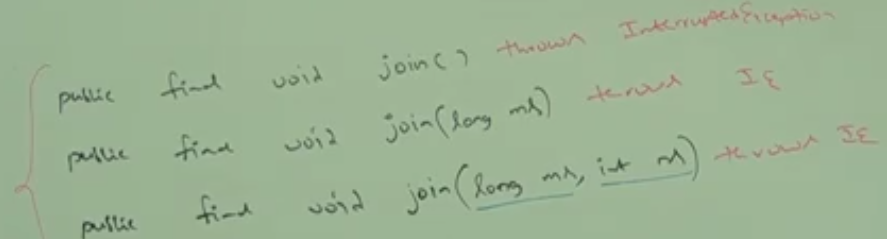 public final void join() throws InterruptedException
public final void join(long ms) throws IE
public final void join(long ms, int ns) throws IE